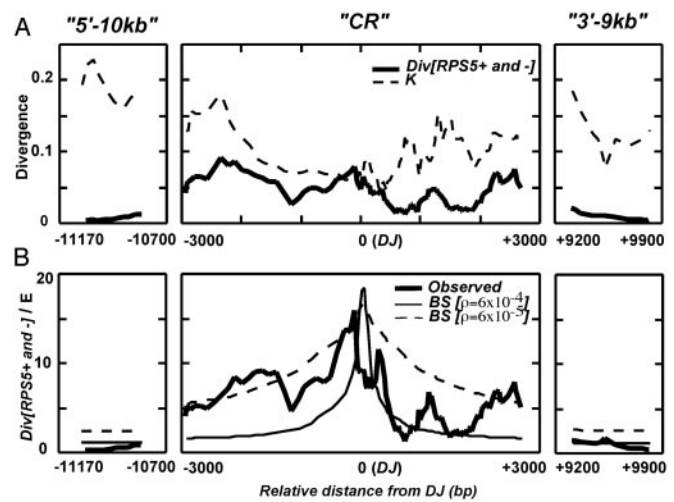 "5'-10kb" "CR" "3'-9kb"
A
Div[RPS5+ and -]
K
Divergence
0.2
0.1
0
-11170 -10700 -3000 0 (DJ) +3000 +9200 +9900
B
Observed
BS [ρ=6x10⁻⁴]
BS [ρ=6x10⁻⁵]
Div[RPS5+ and -] / E
20
10
0
-11170 -10700 -3000 0 (DJ) +3000 +9200 +9900
Relative distance from DJ (bp)